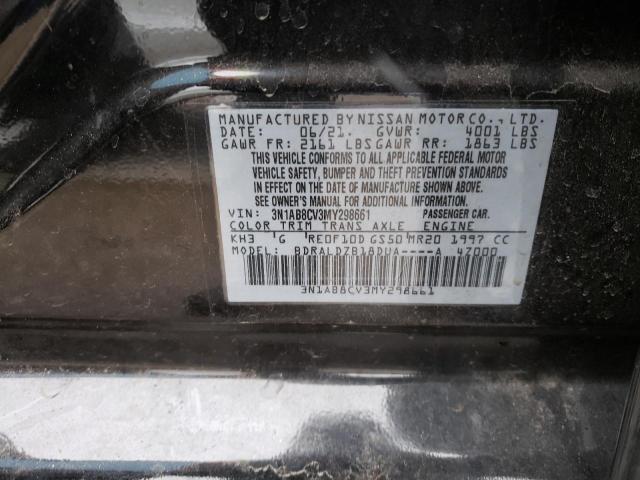 MANUFACTURED BY NISSAN MOTOR CO., LTD.
DATE: 06/21. GVWR: 4001 LBS
GAWR FR: 2161 LBS GAWR RR: 1863 LBS
THIS VEHICLE CONFORMS TO ALL APPLICABLE FEDERAL MOTOR
VEHICLE SAFETY, BUMPER AND THEFT PREVENTION STANDARDS
IN EFFECT ON THE DATE OF MANUFACTURE SHOWN ABOVE.
SEE OWNER'S MANUAL FOR ADDITIONAL INFORMATION.
VIN: 3N1AB8CV3MY298661 PASSENGER CAR.
COLOR TRIM TRANS AXLE ENGINE
KH3 G RE0F10D GS50 MR20 1997 CC
BDRALDZB18DUA----A 4Z000
3N1AB8CV3MY298661